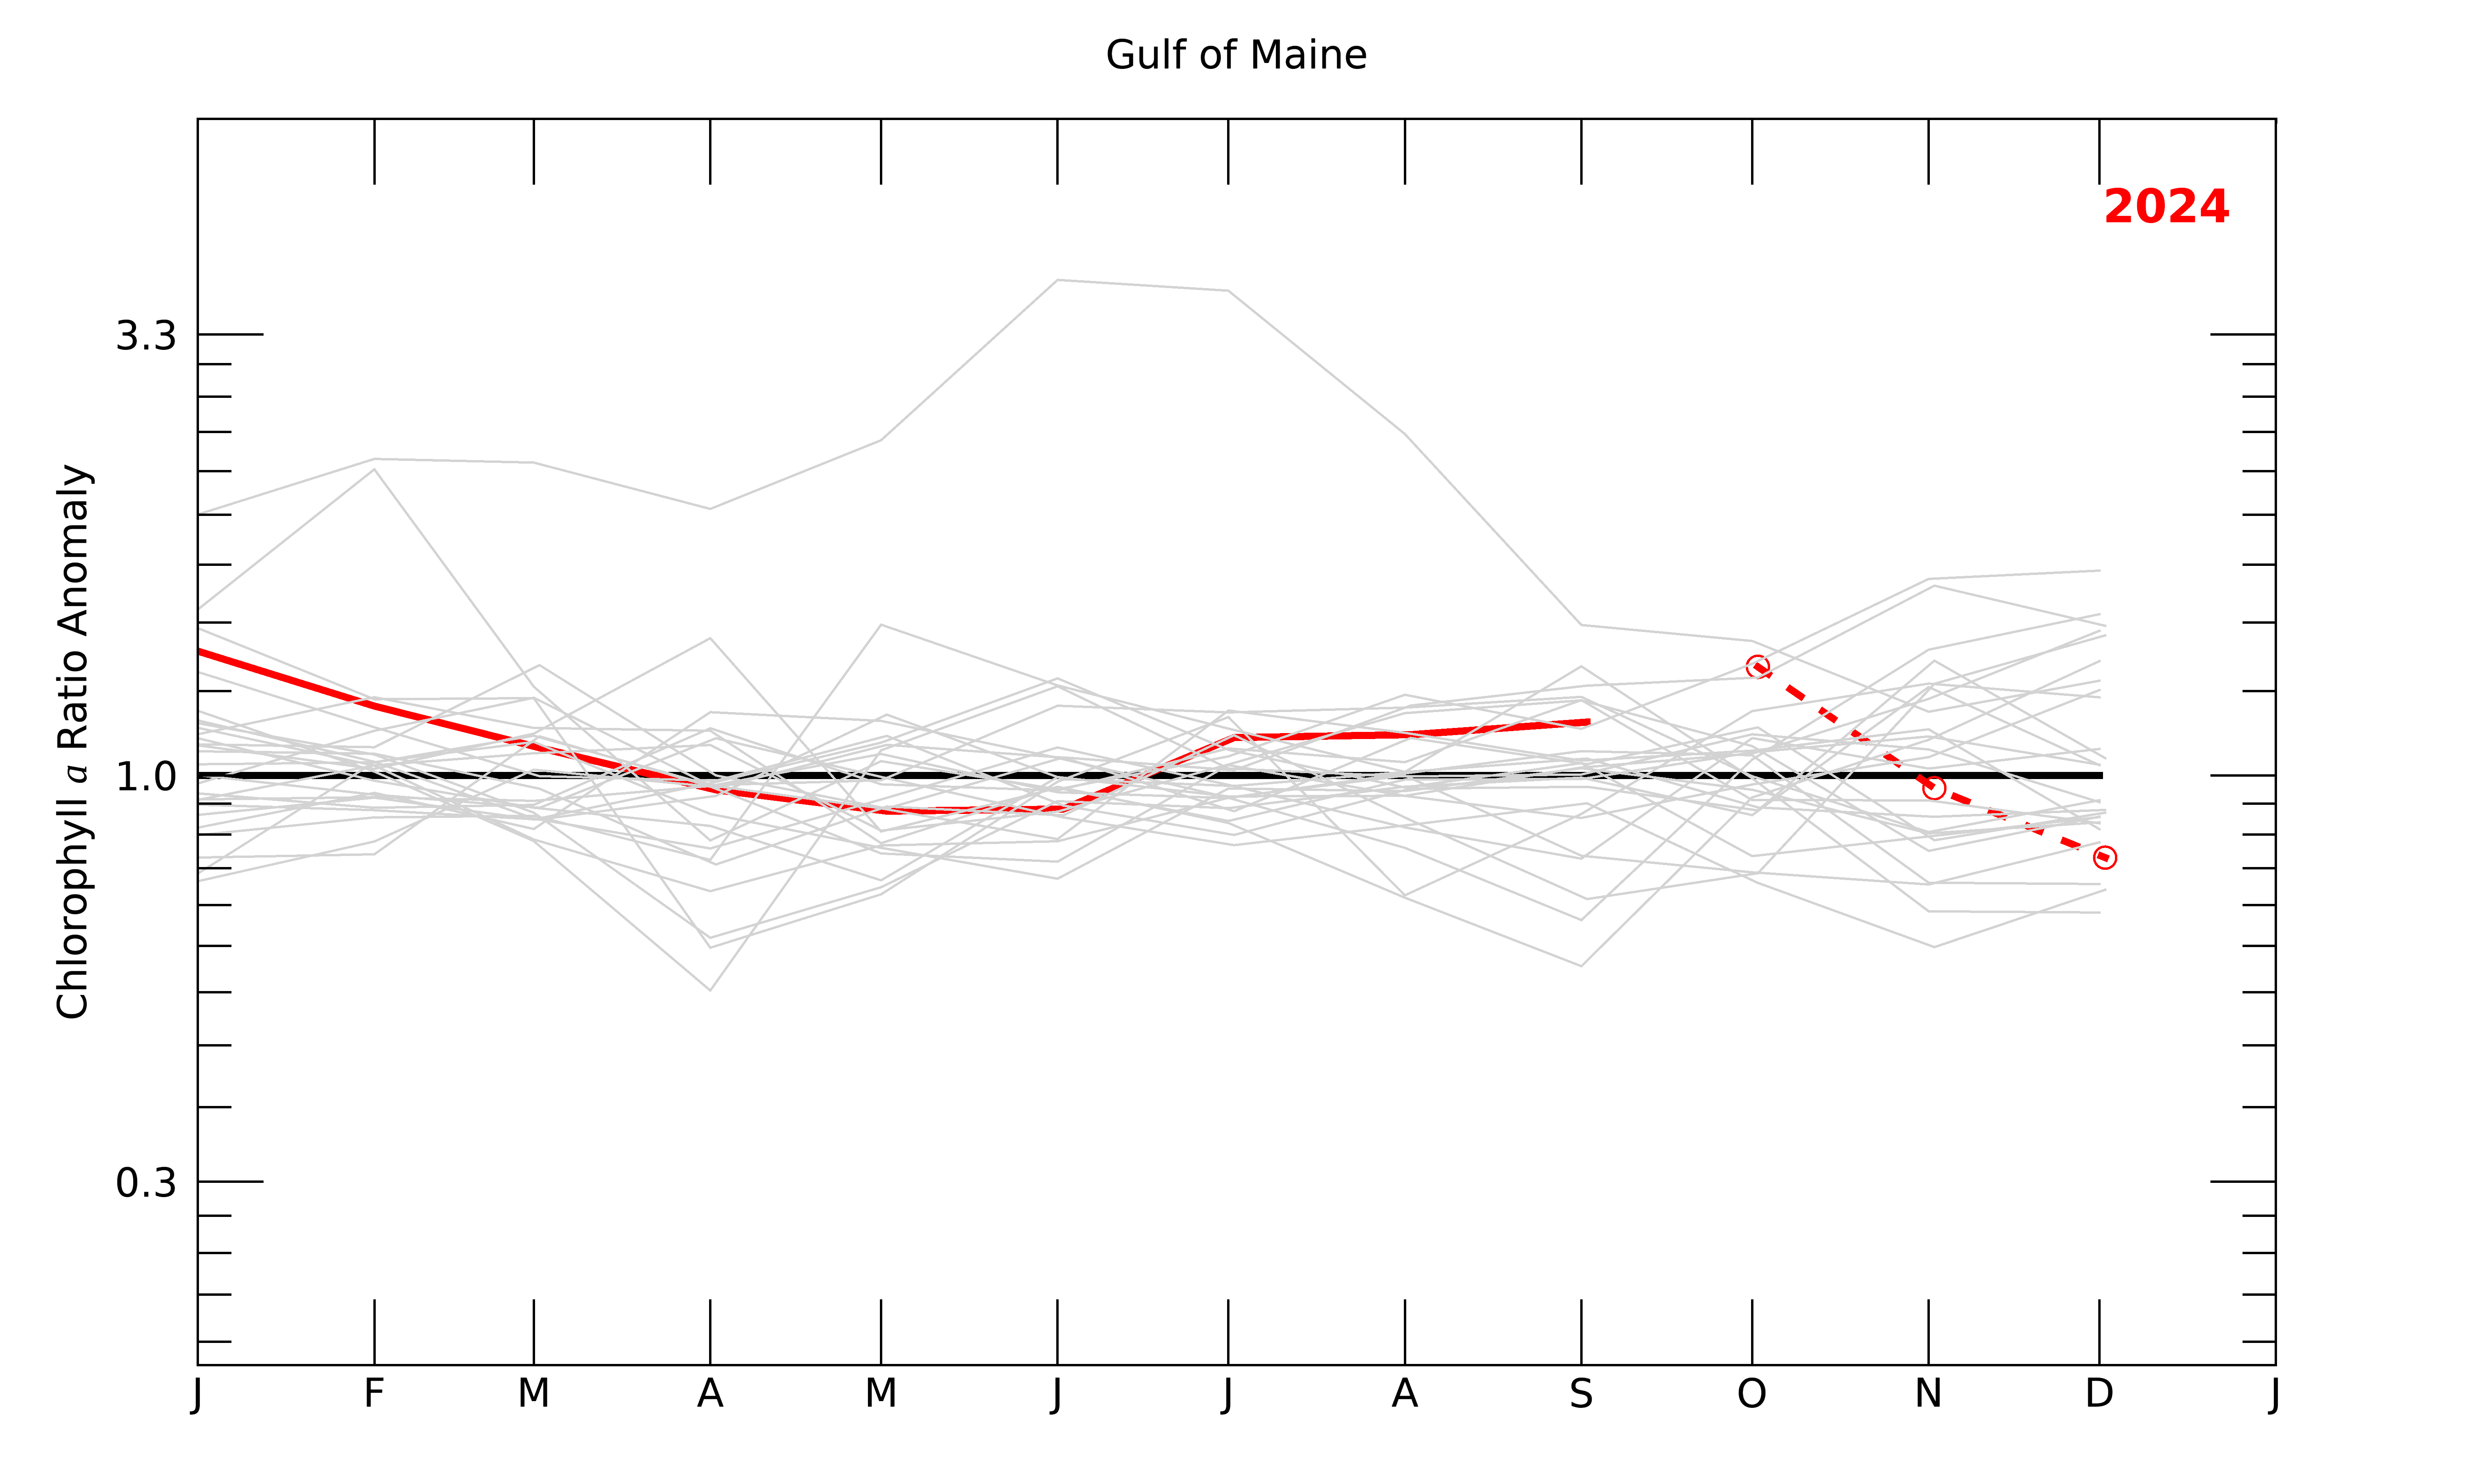 Gulf of Maine
2024
3.3
1.0
0.3
Chlorophyll a Ratio Anomaly
J F M A M J J A S O N D J